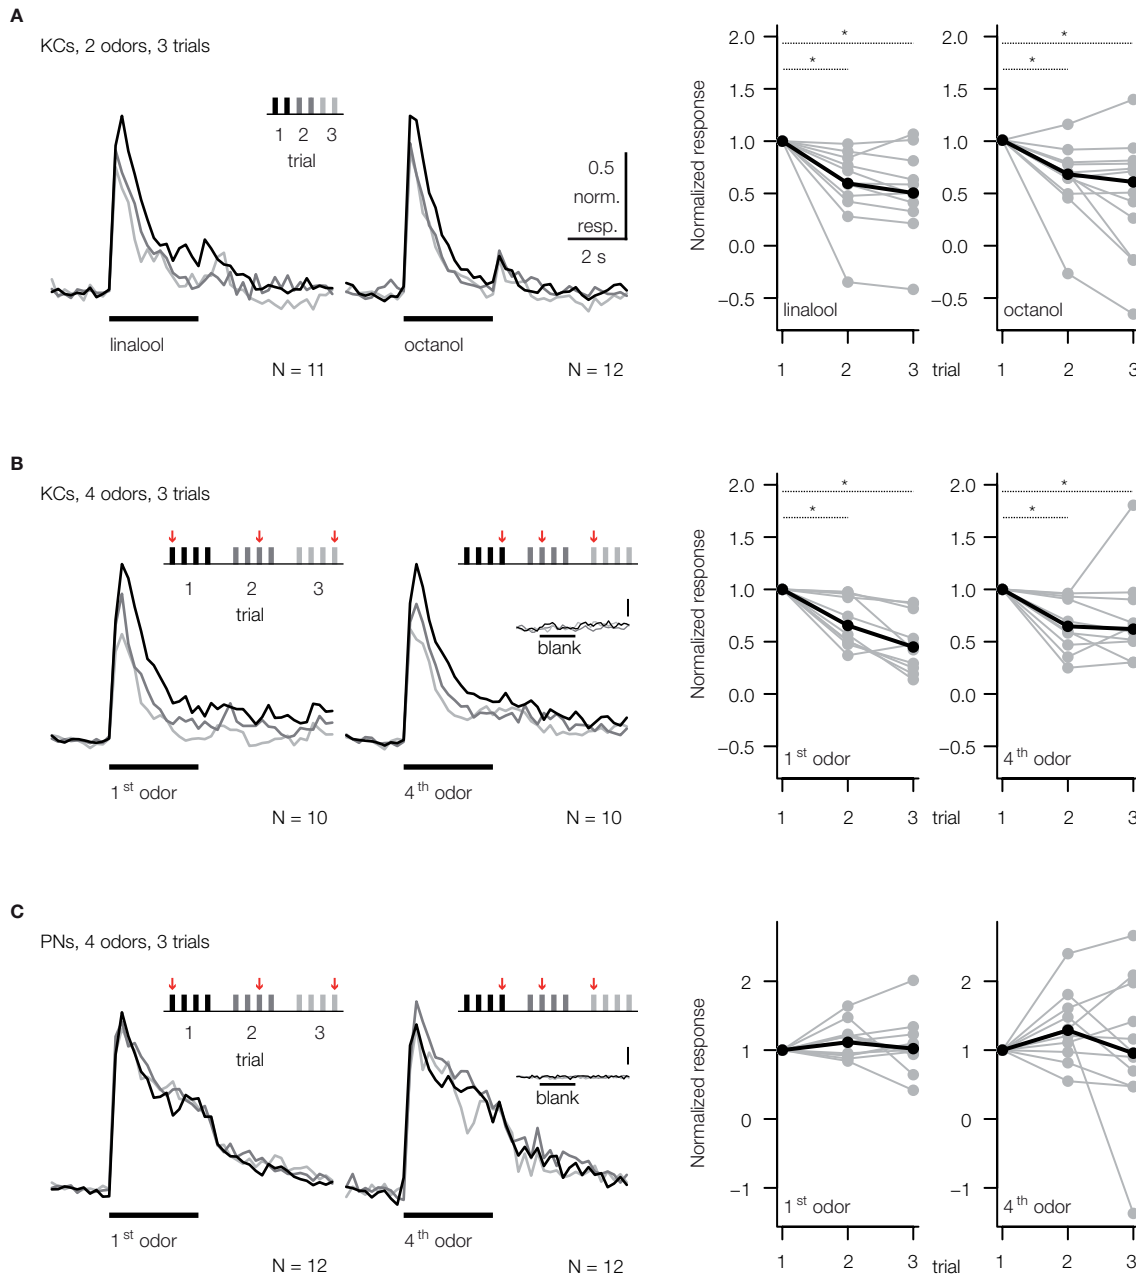 A
KCs, 2 odors, 3 trials
1 2 3
trial
0.5
norm.
resp.
2 s
linalool
octanol
N = 11
N = 12
Normalized response
2.0
1.5
1.0
0.5
0.0
−0.5
* *
linalool
1 2 3 trial
2.0
1.5
1.0
0.5
0.0
−0.5
* *
octanol
1 2 3
B
KCs, 4 odors, 3 trials
1 2 3
trial
blank
1st odor
4th odor
N = 10
N = 10
Normalized response
2.0
1.5
1.0
0.5
0.0
−0.5
* *
1st odor
1 2 3 trial
2.0
1.5
1.0
0.5
0.0
−0.5
* *
4th odor
1 2 3
C
PNs, 4 odors, 3 trials
1 2 3
trial
blank
1st odor
4th odor
N = 12
N = 12
Normalized response
2
1
0
−1
1st odor
1 2 3 trial
2
1
0
−1
4th odor
1 2 3